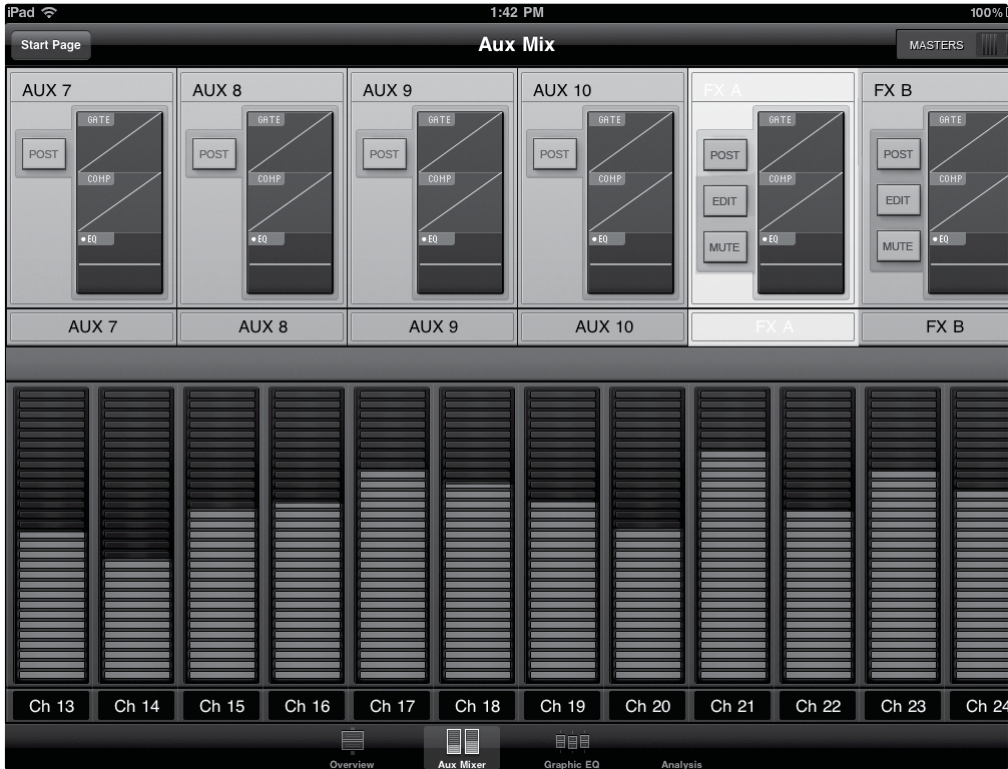 iPad 1:42 PM 100%
Start Page Aux Mix MASTERS
AUX 7 AUX 8 AUX 9 AUX 10 FX A FX B
GATE GATE GATE GATE GATE GATE
POST POST POST POST POST POST
COMP COMP COMP COMP COMP COMP
EDIT EDIT
EQ EQ EQ EQ EQ EQ
MUTE MUTE
AUX 7 AUX 8 AUX 9 AUX 10 FX A FX B
Ch 13 Ch 14 Ch 15 Ch 16 Ch 17 Ch 18 Ch 19 Ch 20 Ch 21 Ch 22 Ch 23 Ch 24
Overview Aux Mixer Graphic EQ Analysis